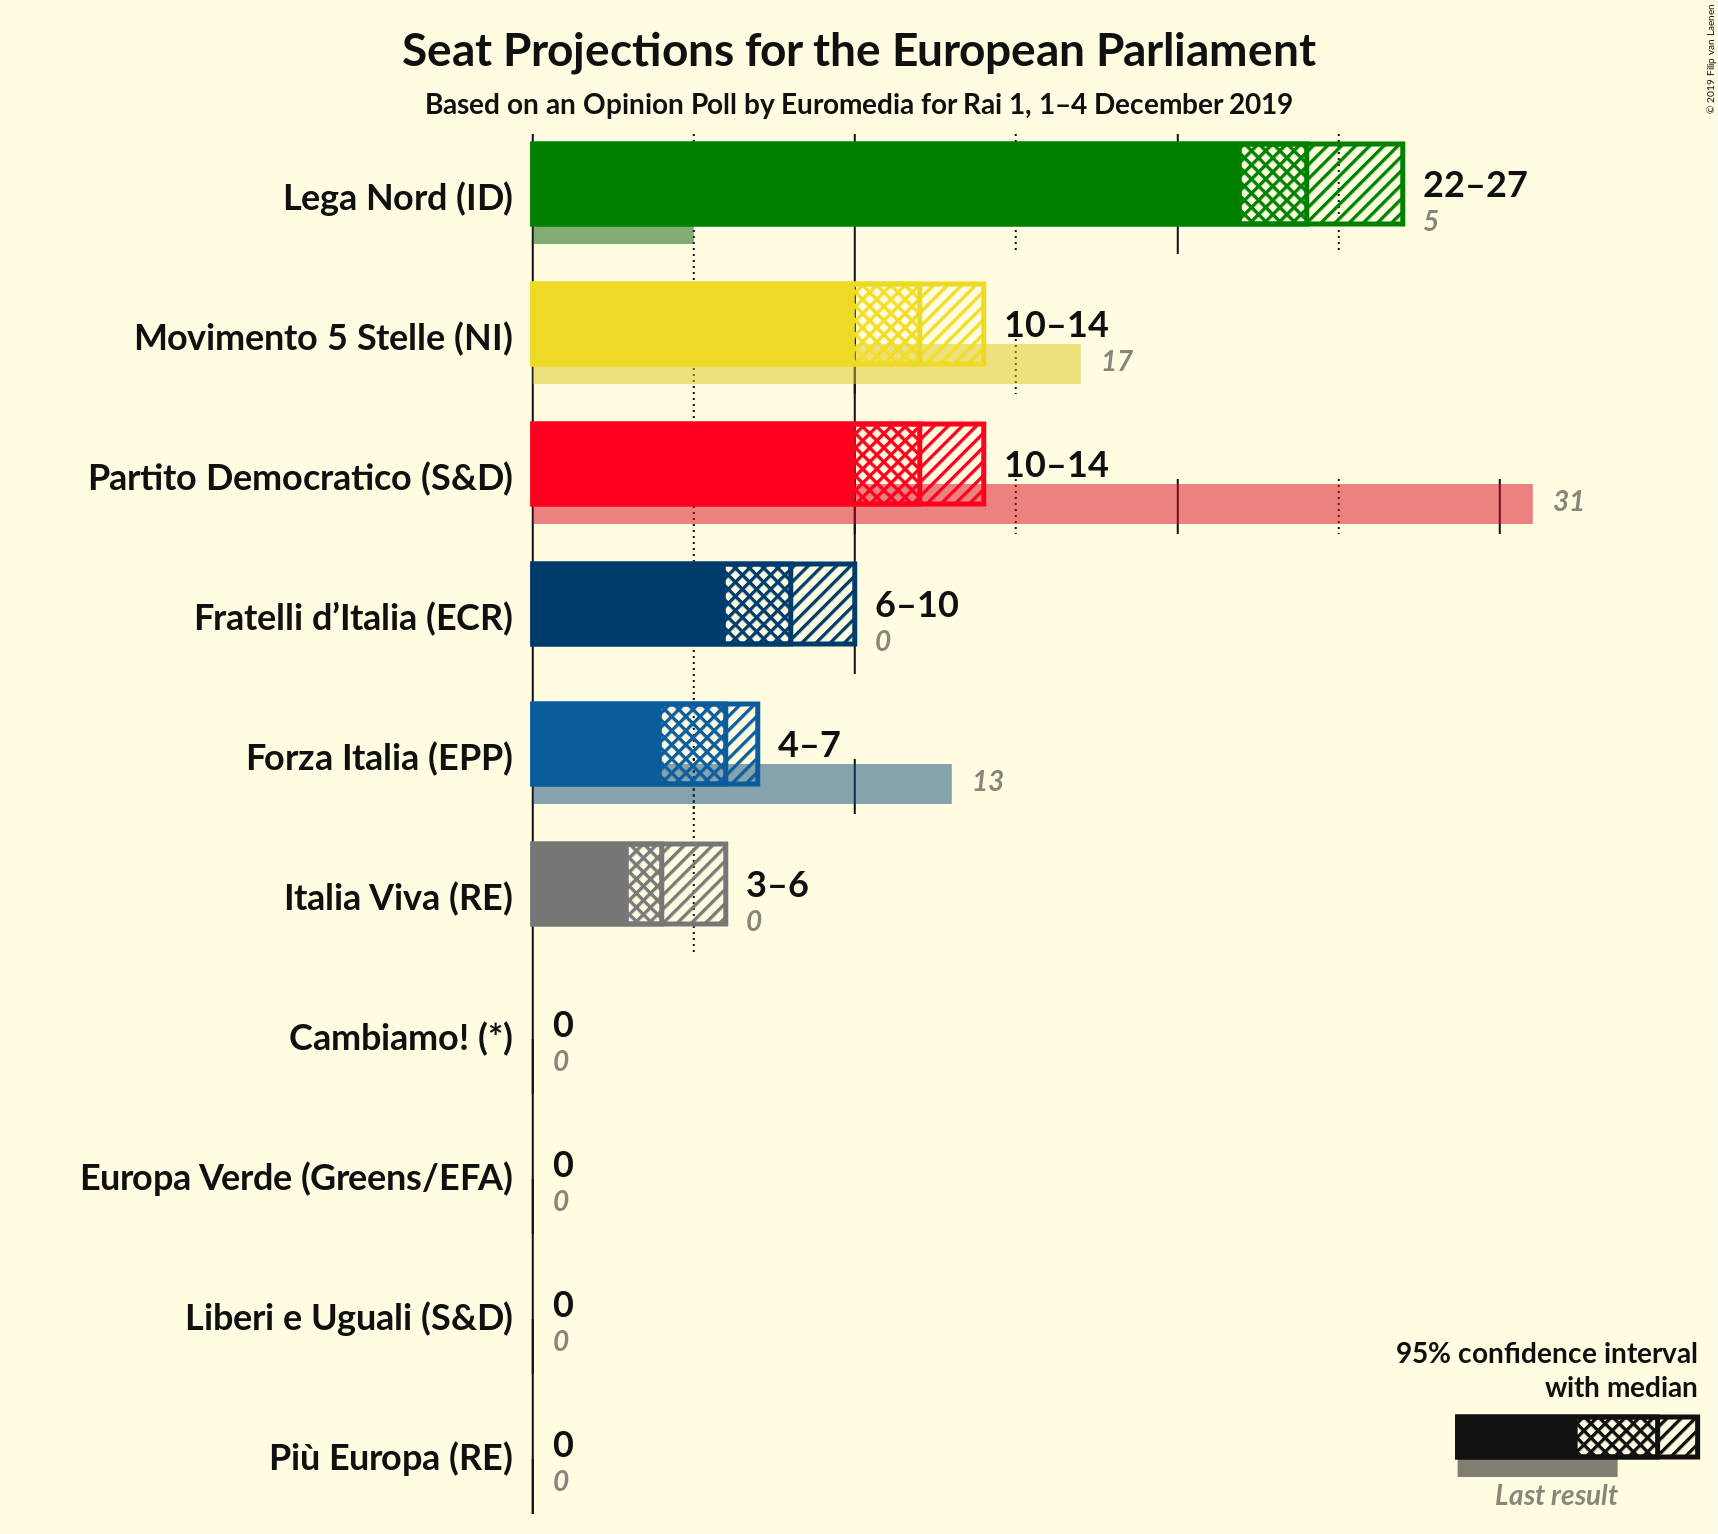 Seat Projections for the European Parliament
Based on an Opinion Poll by Euromedia for Rai 1, 1–4 December 2019
© 2019 Filip van Laenen
Lega Nord (ID)
22–27
5
Movimento 5 Stelle (NI)
10–14
17
Partito Democratico (S&D)
10–14
31
Fratelli d’Italia (ECR)
6–10
0
Forza Italia (EPP)
4–7
13
Italia Viva (RE)
3–6
0
Cambiamo! (*)
0
0
Europa Verde (Greens/EFA)
0
0
Liberi e Uguali (S&D)
0
0
Più Europa (RE)
0
0
95% confidence interval
with median
Last result